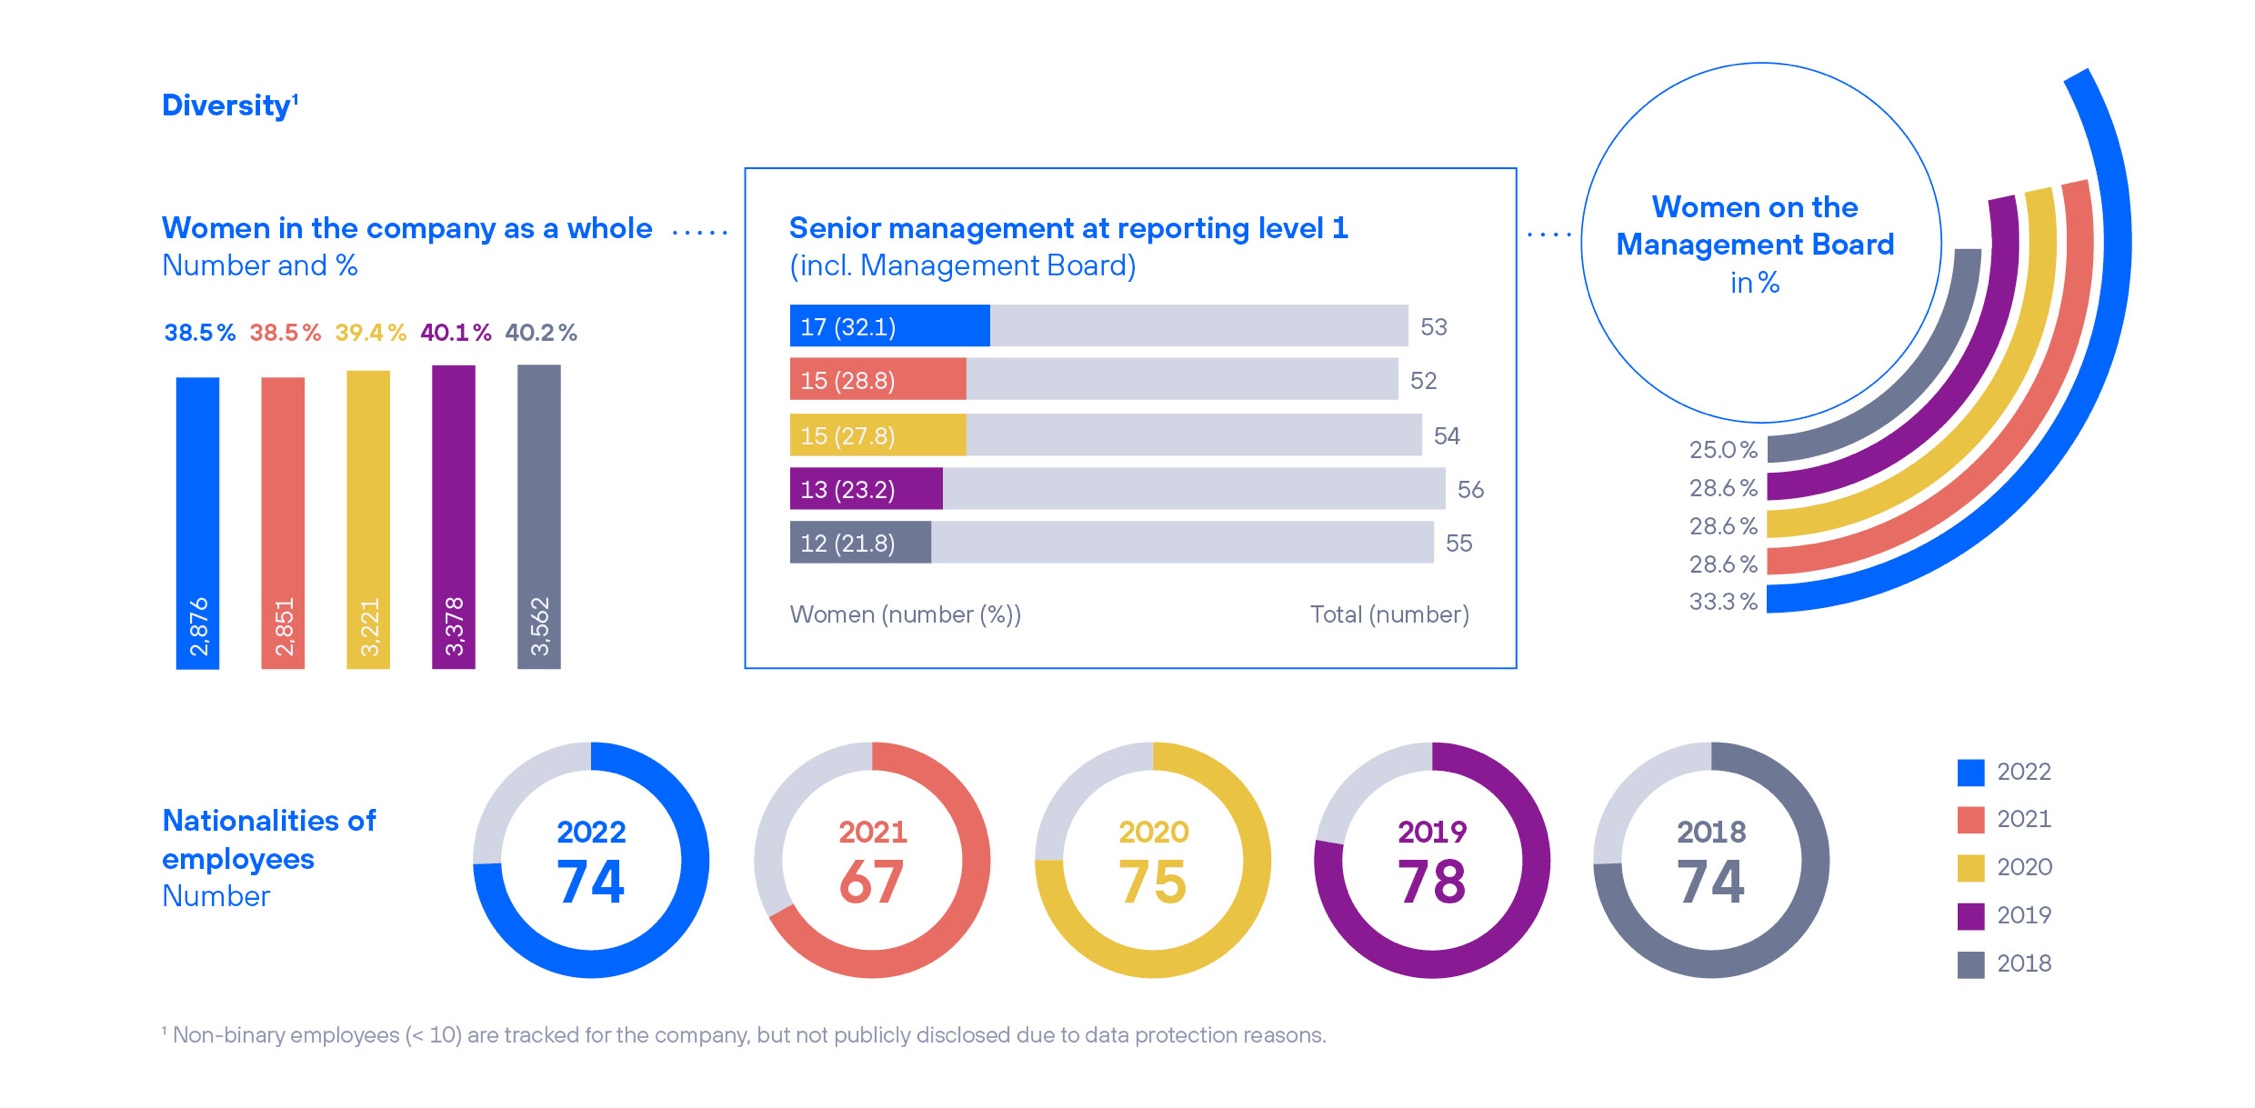 Diversity¹
Women in the company as a whole
Number and %
38.5 % 38.5 % 39.4 % 40.1 % 40.2 %
2,876 2,851 3,221 3,378 3,562
Senior management at reporting level 1
(incl. Management Board)
17 (32.1) 53
15 (28.8) 52
15 (27.8) 54
13 (23.2) 56
12 (21.8) 55
Women (number (%)) Total (number)
Women on the
Management Board
in %
25.0 %
28.6 %
28.6 %
28.6 %
33.3 %
Nationalities of
employees
Number
2022
74
2021
67
2020
75
2019
78
2018
74
2022
2021
2020
2019
2018
¹ Non-binary employees (< 10) are tracked for the company, but not publicly disclosed due to data protection reasons.